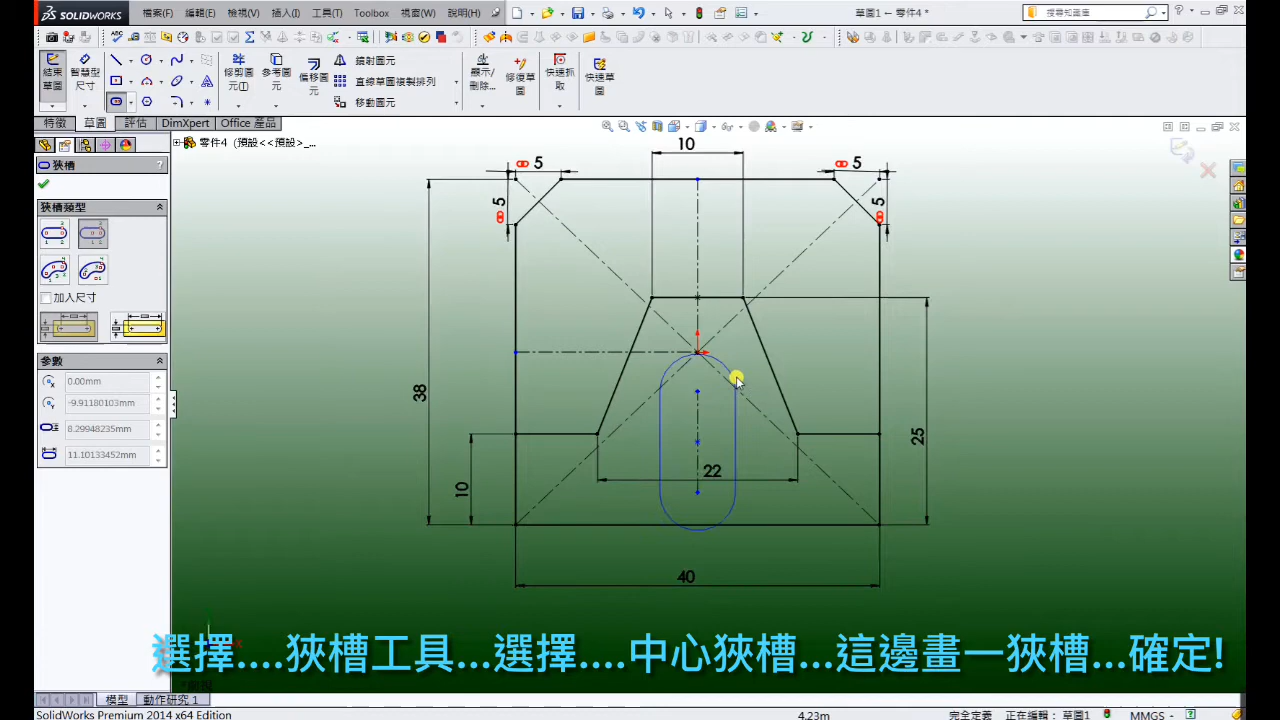 SOLIDWORKS 檔案(F) 編輯(E) 檢視(V) 插入(I) 工具(T) Toolbox 視窗(W) 說明(H) 草圖1 ← 零件4 * 搜尋知識庫
結束草圖 智慧型尺寸 修剪圖元(T) 參考圖元 偏移圖元 鏡射圖元 顯示/刪除... 修復草圖 快速抓取 快速草圖
直線草圖複製排列
移動圖元
特徵 草圖 評估 DimXpert Office 產品
零件4 (預設<<預設>_...
狹槽 ?
狹槽類型
加入尺寸
參數
0.00mm
-9.91180103mm
8.29948235mm
11.10133452mm
10
5 5
5 5
38
25
22
10
40
選擇....狹槽工具...選擇....中心狹槽...這邊畫一狹槽...確定!
模型 動作研究 1
SolidWorks Premium 2014 x64 Edition 4.23m 完全定義 正在編輯: 草圖1 MMGS